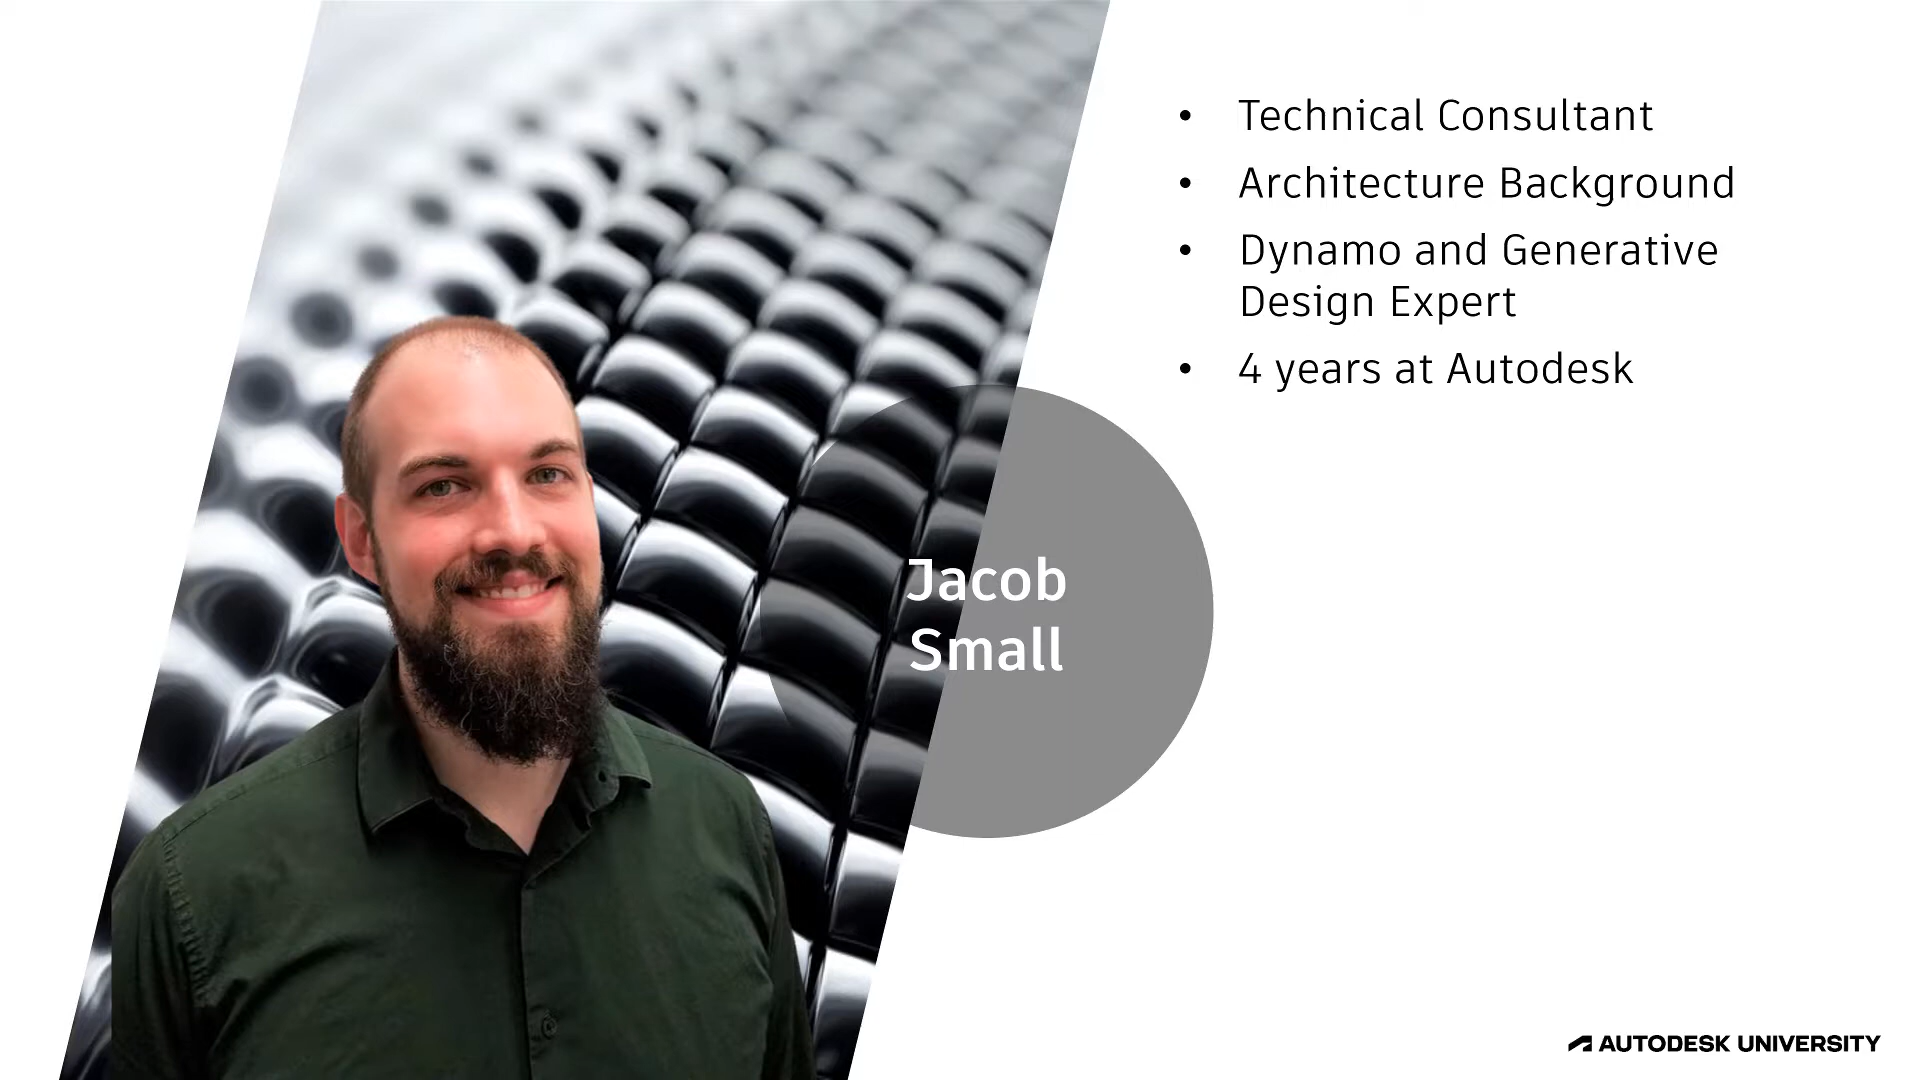 • Technical Consultant
• Architecture Background
• Dynamo and Generative
Design Expert
• 4 years at Autodesk
Jacob
Small
AUTODESK UNIVERSITY